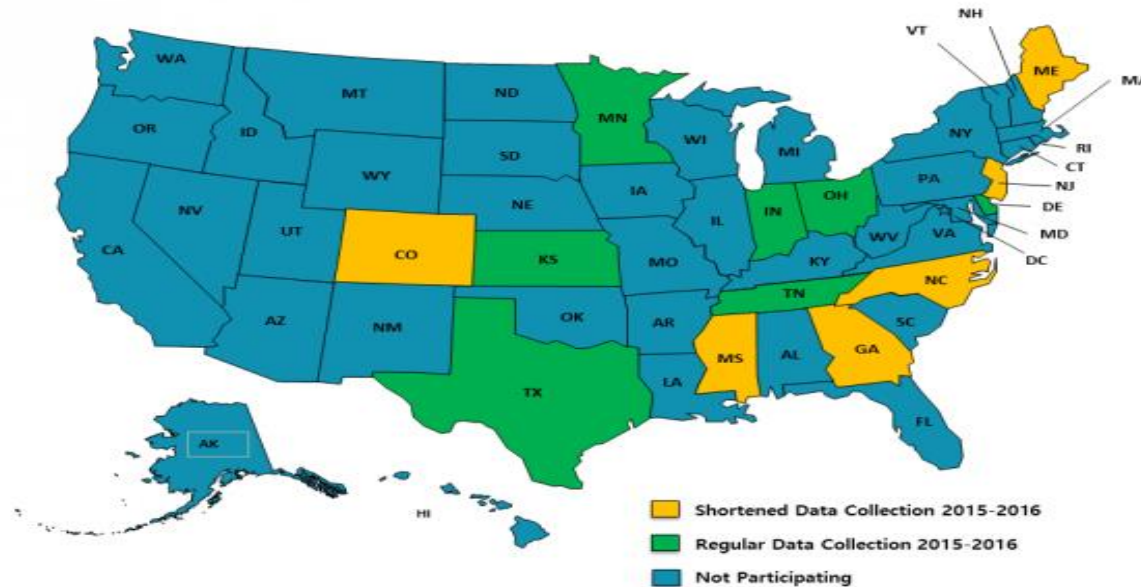 NH
VT
ME
WA
MT
ND
MN
MA
OR
ID
SD
WI
MI
NY
RI
CT
WY
IA
PA
NJ
NE
OH
DE
NV
UT
IL
IN
MD
CA
CO
KS
MO
WV
VA
DC
KY
NC
TN
AZ
NM
OK
AR
SC
MS
AL
GA
TX
LA
FL
AK
HI
Shortened Data Collection 2015-2016
Regular Data Collection 2015-2016
Not Participating